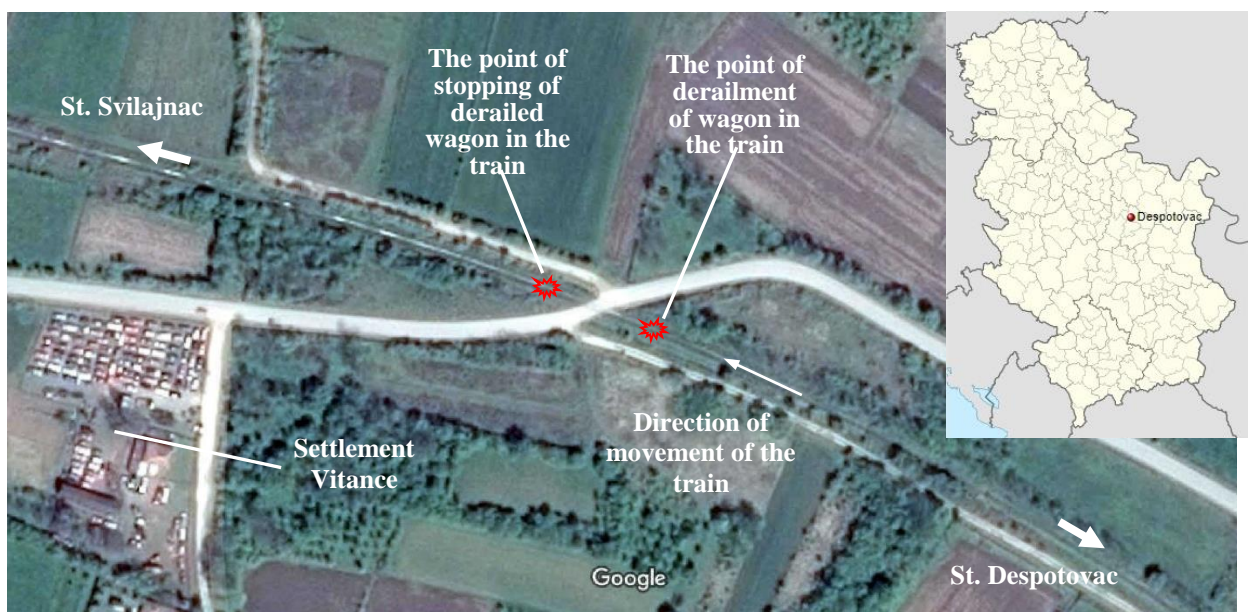 St. Svilajnac
The point of
stopping of
derailed
wagon in the
train
The point of
derailment
of wagon in
the train
Despotovac
Settlement
Vitance
Direction of
movement of the
train
St. Despotovac
Google